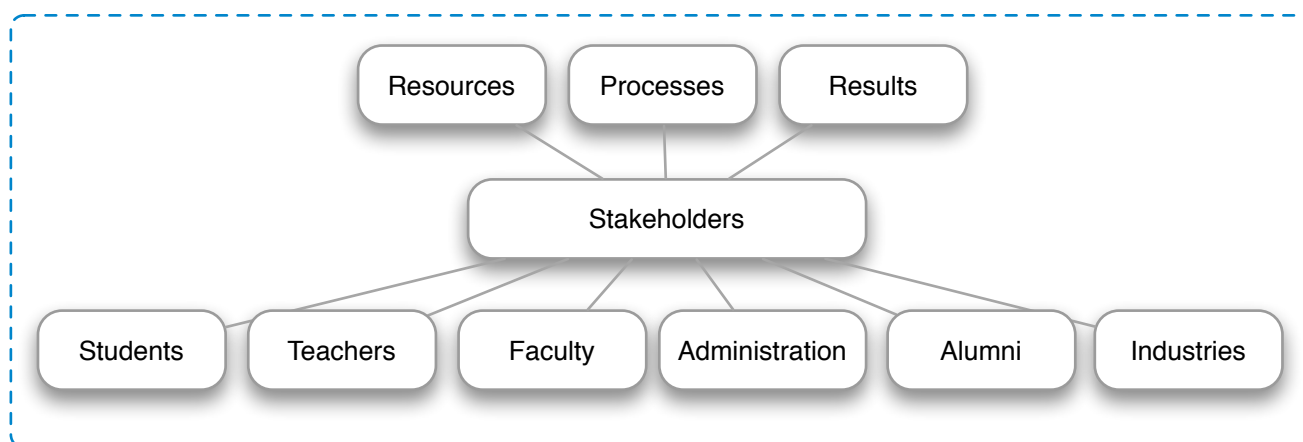 Resources Processes Results
Stakeholders
Students Teachers Faculty Administration Alumni Industries